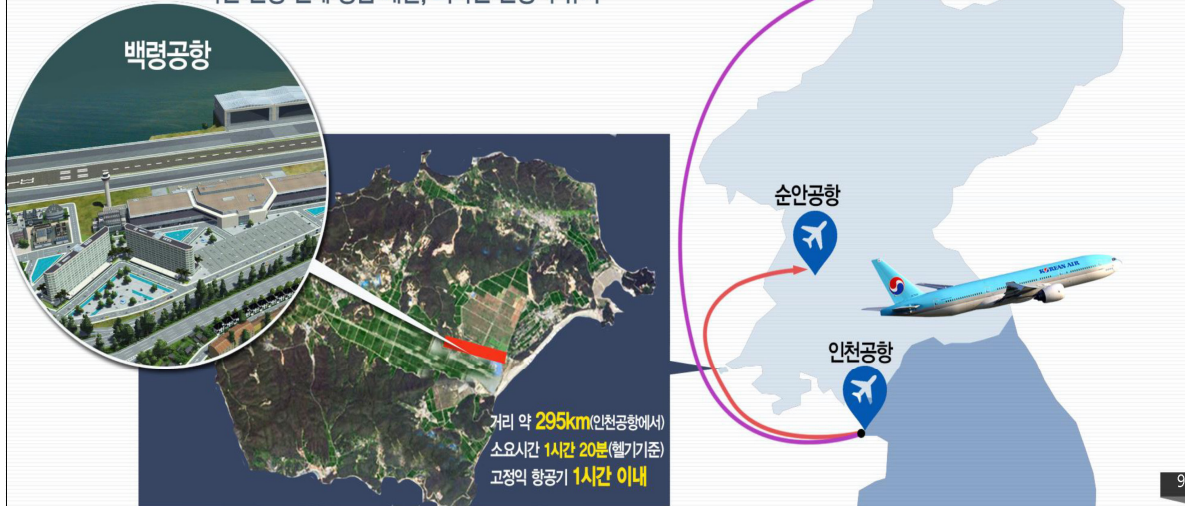 백령공항
순안공항
KOREAN AIR
인천공항
거리 약 295km(인천공항에서)
소요시간 1시간 20분(헬기기준)
고정익 항공기 1시간 이내
9